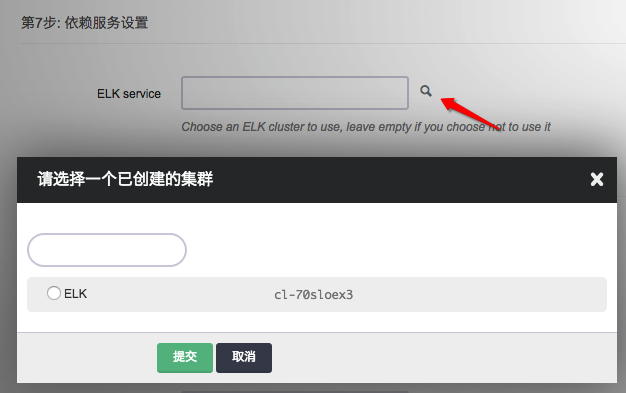 第7步: 依赖服务设置
ELK service
Choose an ELK cluster to use, leave empty if you choose not to use it
请选择一个已创建的集群
ELK cl-70sloex3
提交 取消